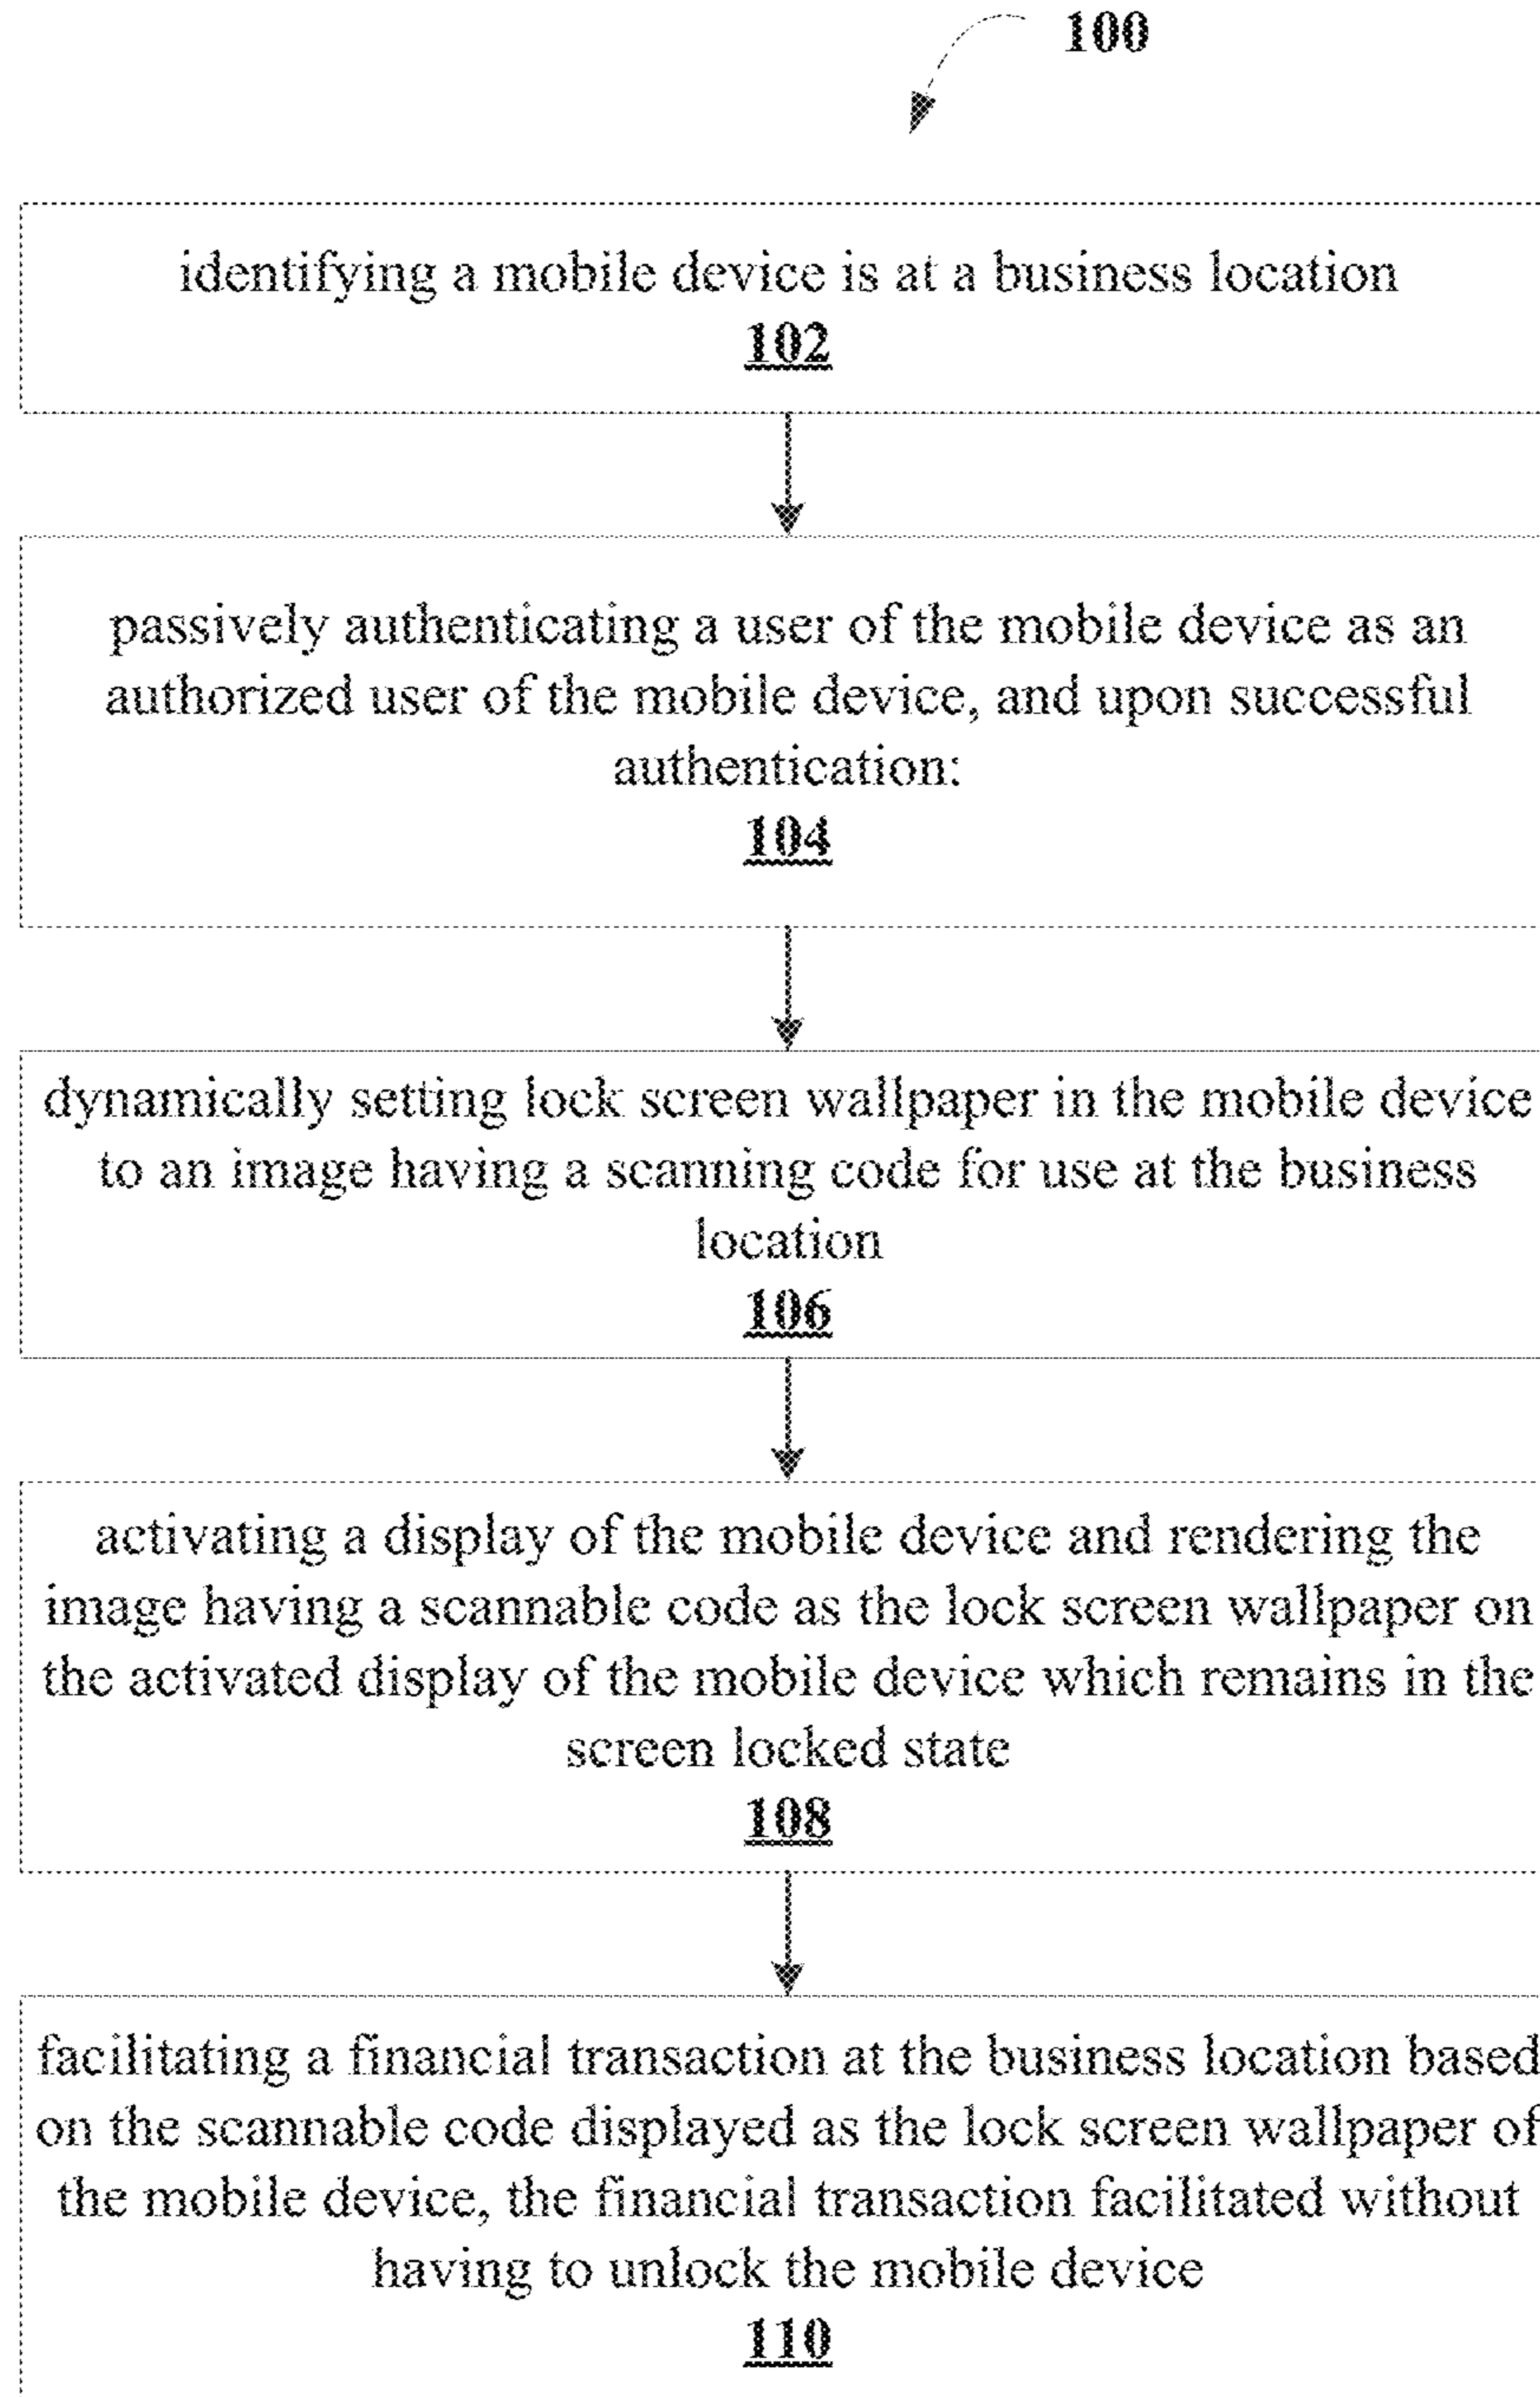 100
identifying a mobile device is at a business location
102
passively authenticating a user of the mobile device as an
authorized user of the mobile device, and upon successful
authentication:
104
dynamically setting lock screen wallpaper in the mobile device
to an image having a scanning code for use at the business
location
106
activating a display of the mobile device and rendering the
image having a scannable code as the lock screen wallpaper on
the activated display of the mobile device which remains in the
screen locked state
108
facilitating a financial transaction at the business location based
on the scannable code displayed as the lock screen wallpaper of
the mobile device, the financial transaction facilitated without
having to unlock the mobile device
110